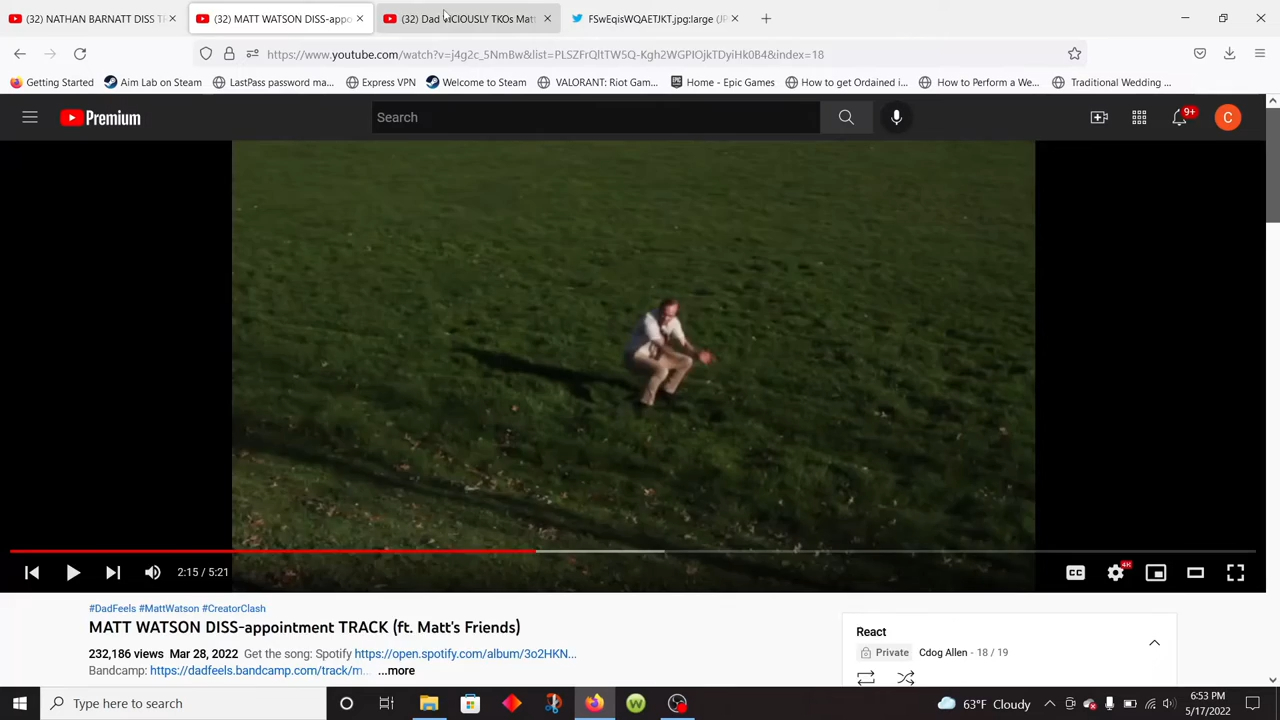 (32) NATHAN BARNATT DISS T
(32) MATT WATSON DISS-appo
(32) Dad VICIOUSLY TKOs Mat
FSwEqisWQAETJKT.jpg:large (JP
https://www.youtube.com/watch?v=j4g2c_5NmBw&list=PLSZFrQltTW5Q-Kgh2WGPIOjkTDyiHk0B4&index=18
Getting Started
Aim Lab on Steam
LastPass password ma...
Express VPN
Welcome to Steam
VALORANT: Riot Gam...
Home - Epic Games
How to get Ordained i...
How to Perform a We...
Traditional Wedding ...
Premium
Search
9+
C
2:15 / 5:21
CC
4K
#DadFeels #MattWatson #CreatorClash
MATT WATSON DISS-appointment TRACK (ft. Matt's Friends)
232,186 views Mar 28, 2022 Get the song: Spotify https://open.spotify.com/album/3o2HKN...
Bandcamp: https://dadfeels.bandcamp.com/track/m... ...more
React
Private Cdog Allen - 18 / 19
Type here to search
63°F Cloudy
6:53 PM
5/17/2022